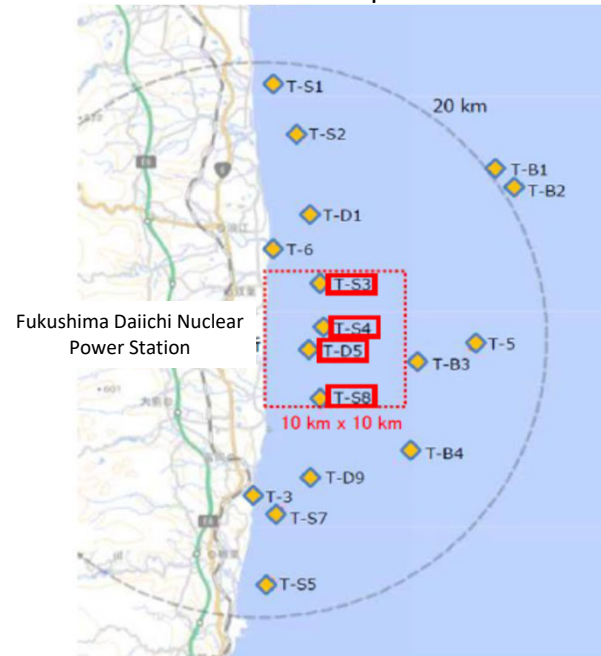 T-S1
20 km
T-S2
T-B1
T-B2
T-D1
T-6
T-S3
Fukushima Daiichi Nuclear
Power Station
T-S4
T-5
T-D5
T-B3
T-S8
10 km x 10 km
T-B4
T-D9
T-3
T-S7
T-S5